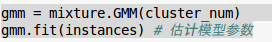 gmm = mixture.GMM(cluster_num)
gmm.fit(instances) # 估计模型参数